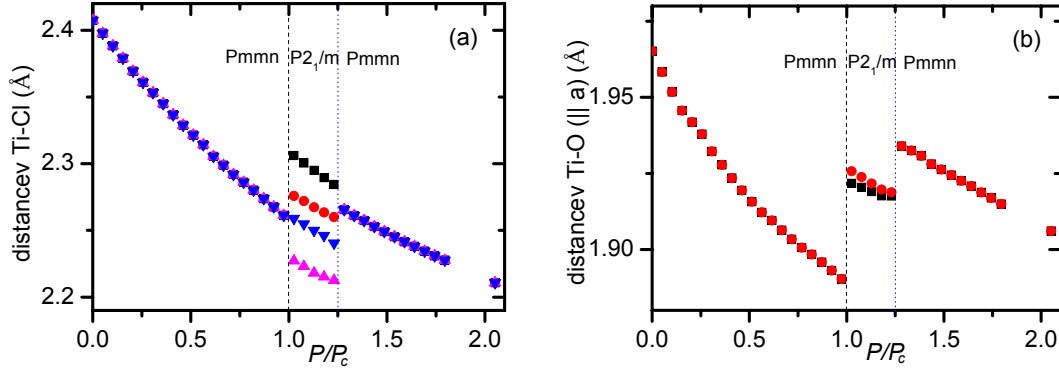 (a)
Pmmn P2₁/m Pmmn
distancev Ti-Cl (Å)
2.4
2.3
2.2
0.0 0.5 1.0 1.5 2.0
P/Pc
(b)
Pmmn P2₁/m Pmmn
distancev Ti-O (|| a) (Å)
1.95
1.90
0.0 0.5 1.0 1.5 2.0
P/Pc